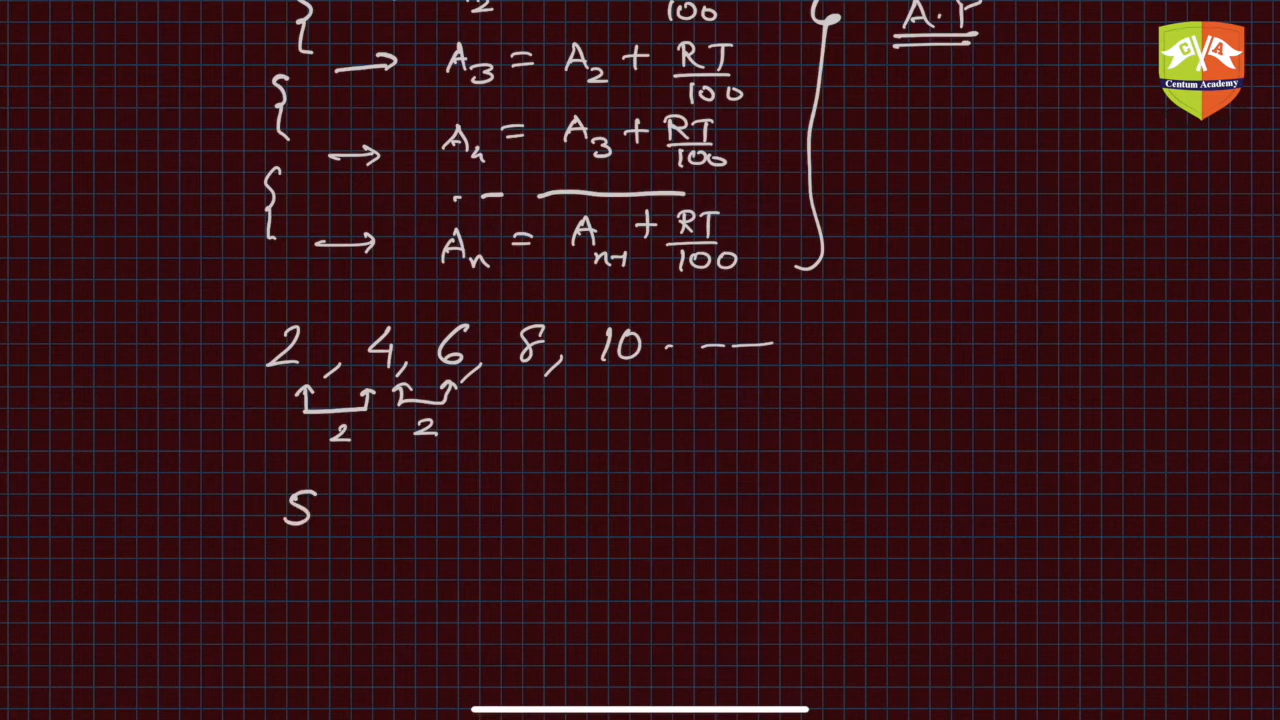 2 100 A.P
A3 = A2 + RT/100
C A
Centum Academy
A4 = A3 + RT/100
An = An-1 + RT/100
2, 4, 6, 8, 10 . - —
2 2
S